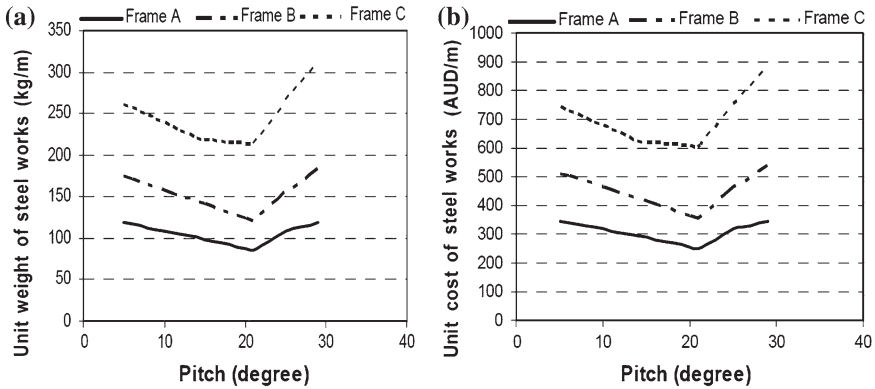 (a)
Frame A
Frame B
Frame C
350
300
250
200
150
100
50
0
0
10
20
30
40
Unit weight of steel works (kg/m)
Pitch (degree)
(b)
Frame A
Frame B
Frame C
1000
900
800
700
600
500
400
300
200
100
0
0
10
20
30
40
Unit cost of steel works (AUD/m)
Pitch (degree)